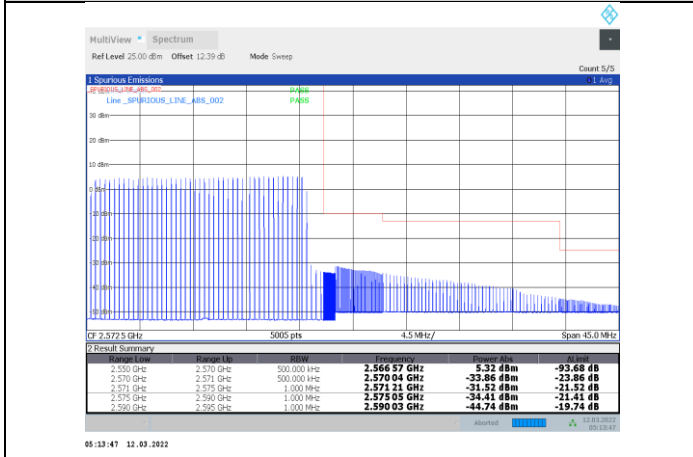 MultiView Spectrum
Ref Level 25.00 dBm Offset 12.39 dB Mode Sweep
Count 5/5
1 Spurious Emissions 1 Avg
SPURIOUS_LINE_ABS_002 PASS
Line _SPURIOUS_LINE_ABS_002 PASS
30 dBm
20 dBm
10 dBm
0 dBm
-10 dBm
-20 dBm
-30 dBm
-50 dBm
CF 2.5725 GHz 5005 pts 4.5 MHz/ Span 45.0 MHz
2 Result Summary
Range Low Range Up RBW Frequency Power Abs ΔLimit
2.550 GHz 2.570 GHz 500.000 kHz 2.566 57 GHz 5.32 dBm -93.68 dB
2.570 GHz 2.571 GHz 500.000 kHz 2.570 04 GHz -33.86 dBm -23.86 dB
2.571 GHz 2.575 GHz 1.000 MHz 2.571 21 GHz -31.52 dBm -21.52 dB
2.575 GHz 2.590 GHz 1.000 MHz 2.575 05 GHz -34.41 dBm -21.41 dB
2.590 GHz 2.595 GHz 1.000 MHz 2.590 03 GHz -44.74 dBm -19.74 dB
Aborted 12.03.2022
05:13:47
05:13:47 12.03.2022